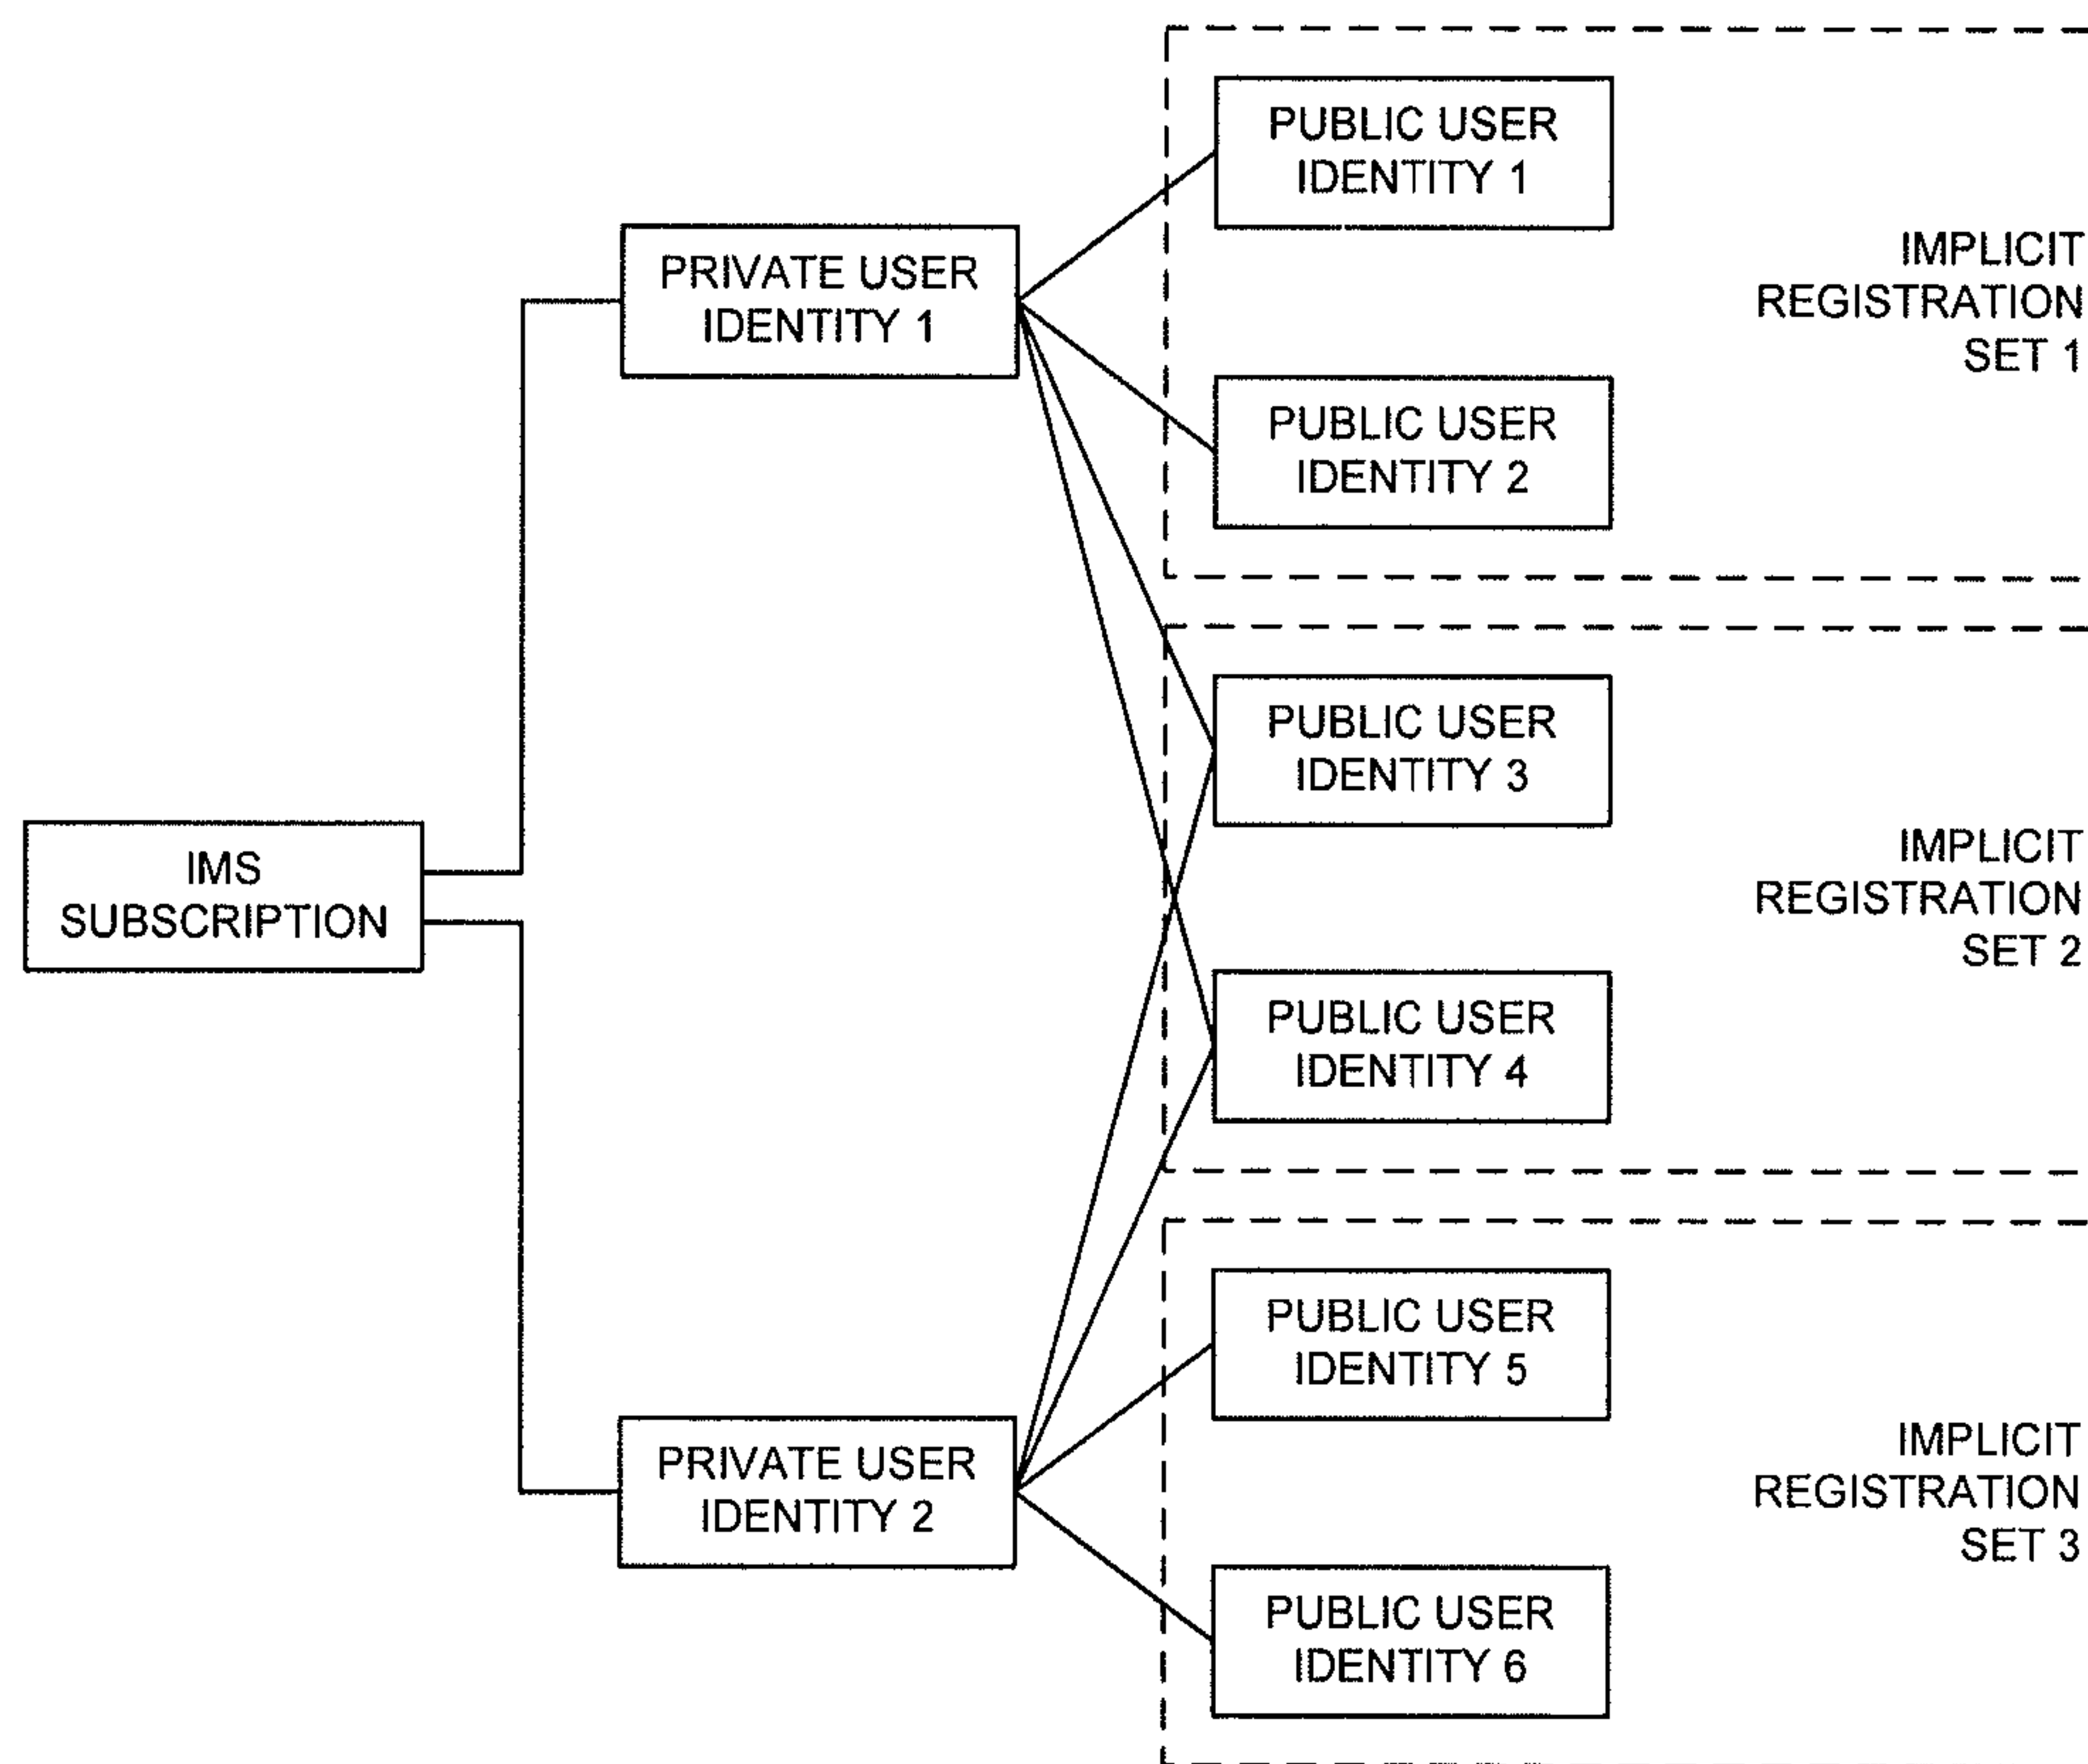 PUBLIC USER
IDENTITY 1
PRIVATE USER
IDENTITY 1
IMPLICIT
REGISTRATION
SET 1
PUBLIC USER
IDENTITY 2
PUBLIC USER
IDENTITY 3
IMS
SUBSCRIPTION
IMPLICIT
REGISTRATION
SET 2
PUBLIC USER
IDENTITY 4
PUBLIC USER
IDENTITY 5
PRIVATE USER
IDENTITY 2
IMPLICIT
REGISTRATION
SET 3
PUBLIC USER
IDENTITY 6